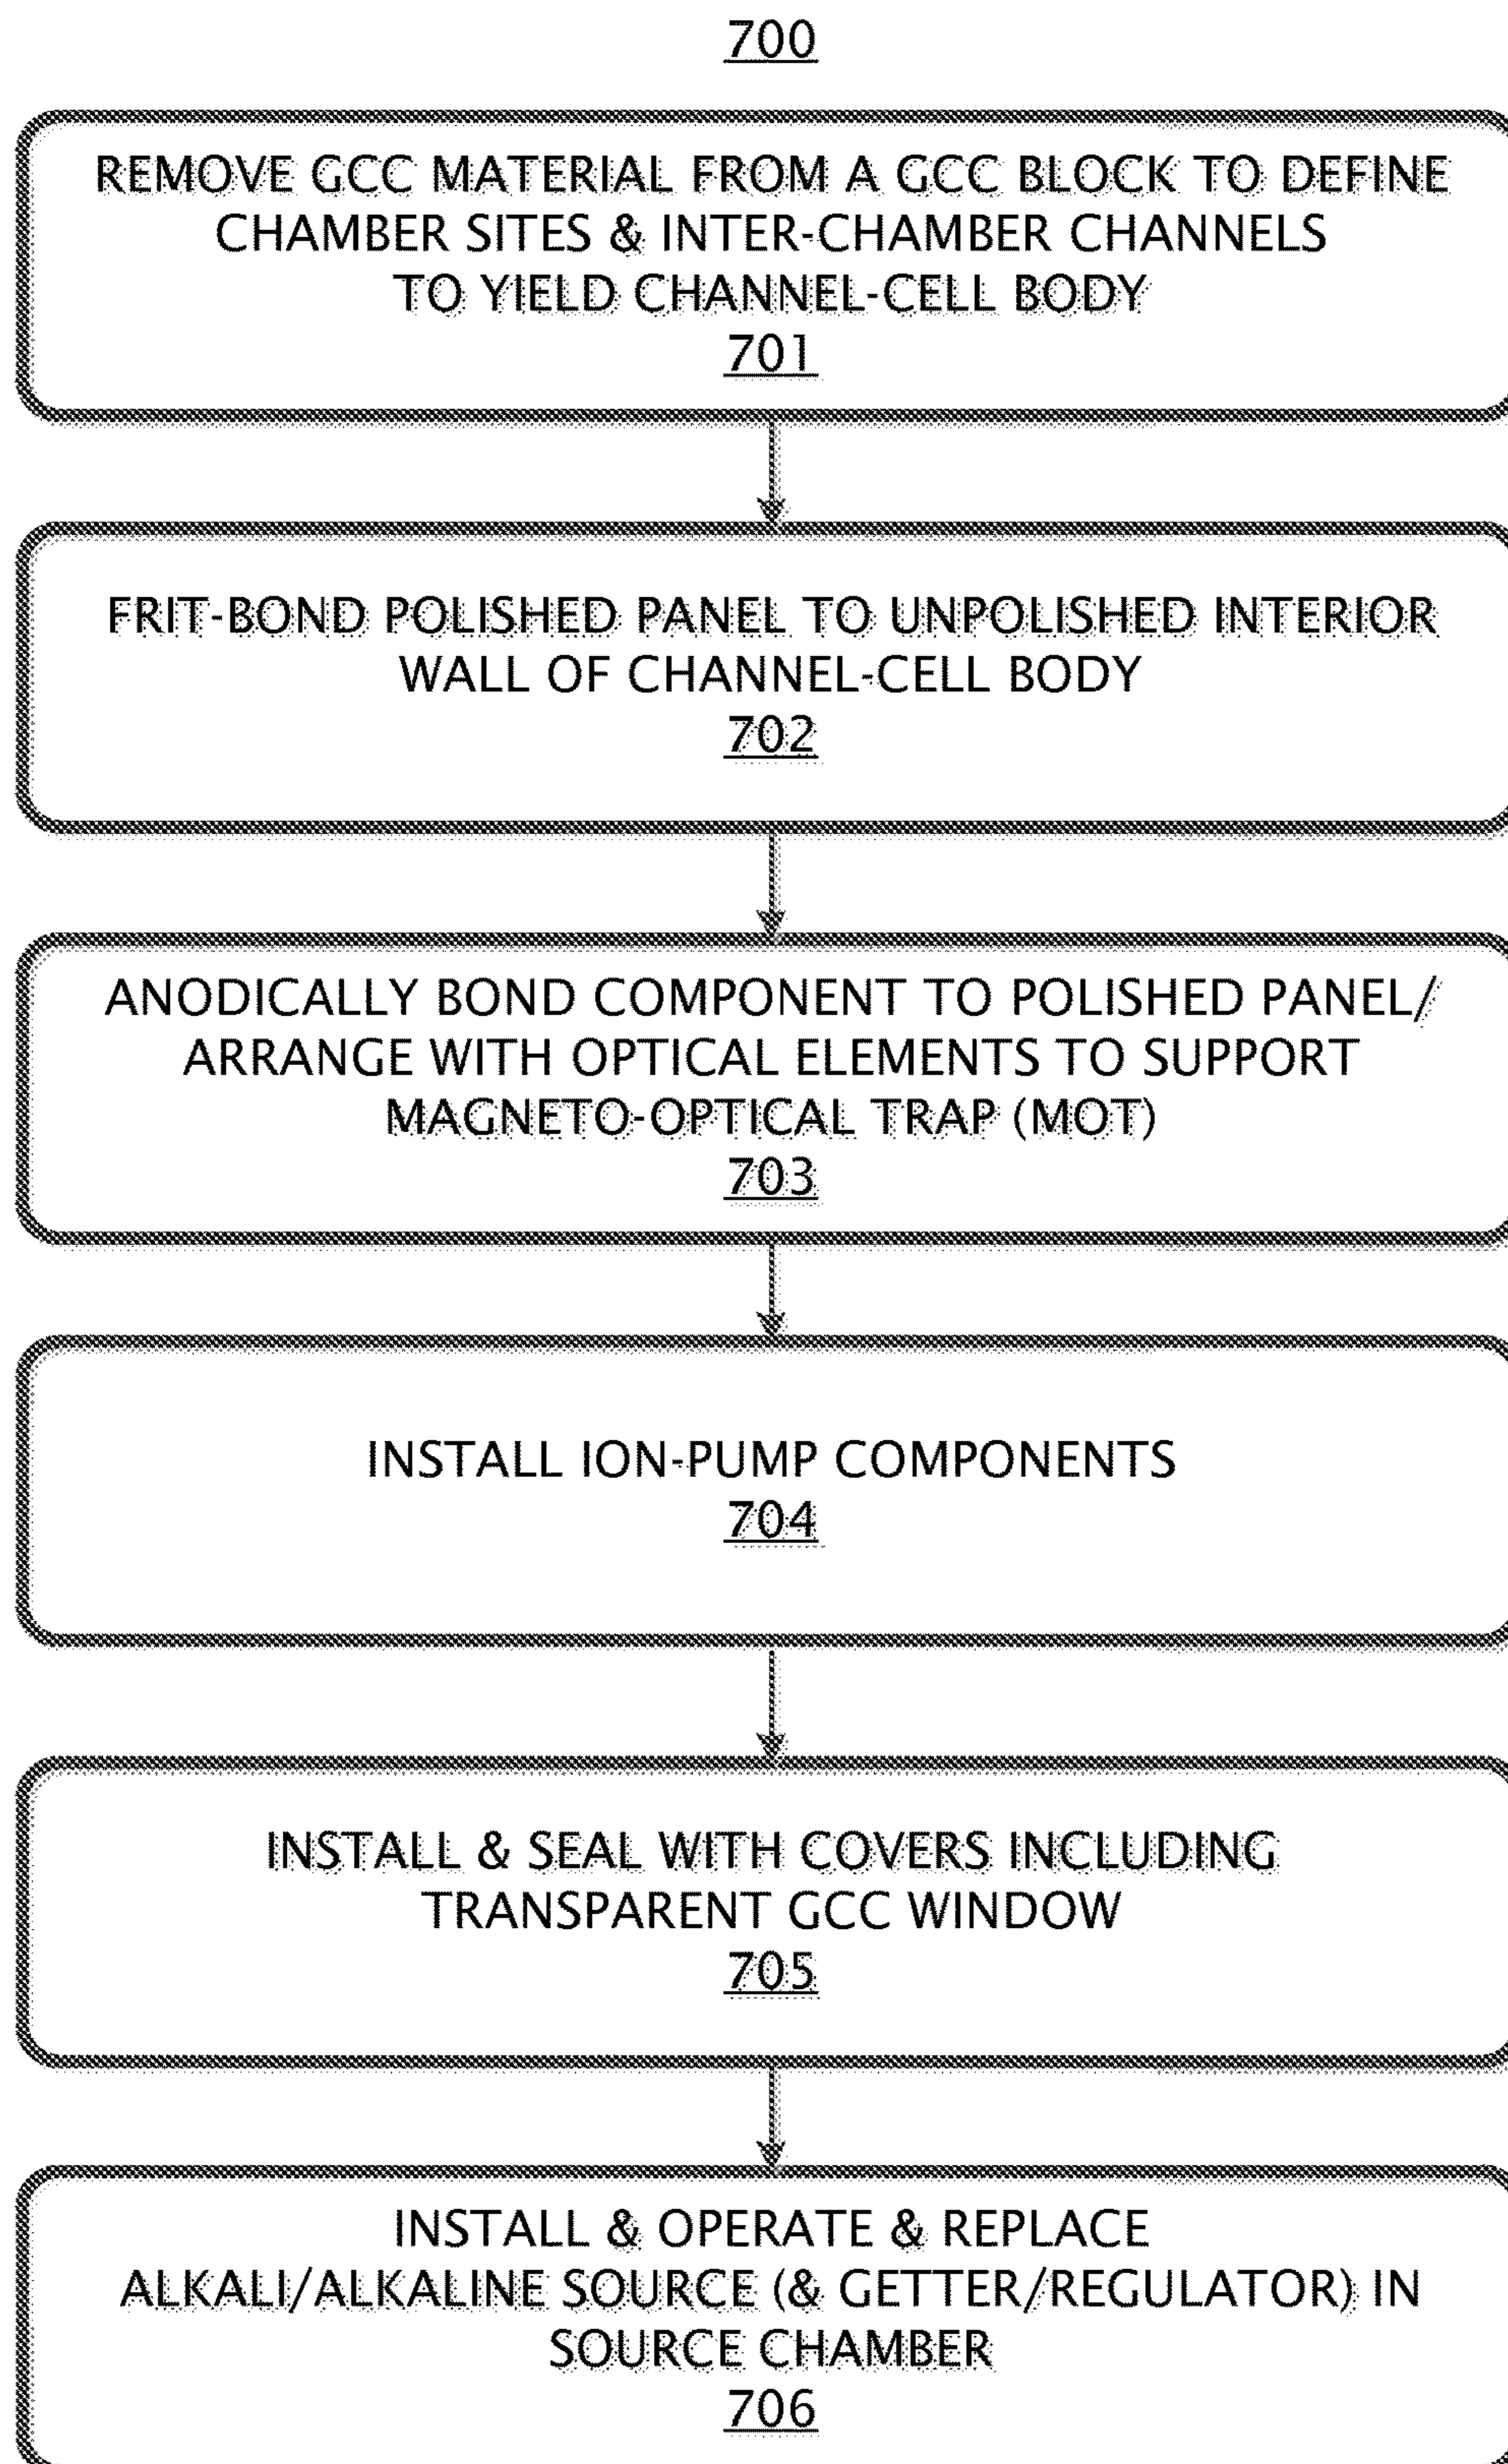 700
REMOVE GCC MATERIAL FROM A GCC BLOCK TO DEFINE
CHAMBER SITES & INTER-CHAMBER CHANNELS
TO YIELD CHANNEL-CELL BODY
701
FRIT-BOND POLISHED PANEL TO UNPOLISHED INTERIOR
WALL OF CHANNEL-CELL BODY
702
ANODICALLY BOND COMPONENT TO POLISHED PANEL/
ARRANGE WITH OPTICAL ELEMENTS TO SUPPORT
MAGNETO-OPTICAL TRAP (MOT)
703
INSTALL ION-PUMP COMPONENTS
704
INSTALL & SEAL WITH COVERS INCLUDING
TRANSPARENT GCC WINDOW
705
INSTALL & OPERATE & REPLACE
ALKALI/ALKALINE SOURCE (& GETTER/REGULATOR) IN
SOURCE CHAMBER
706